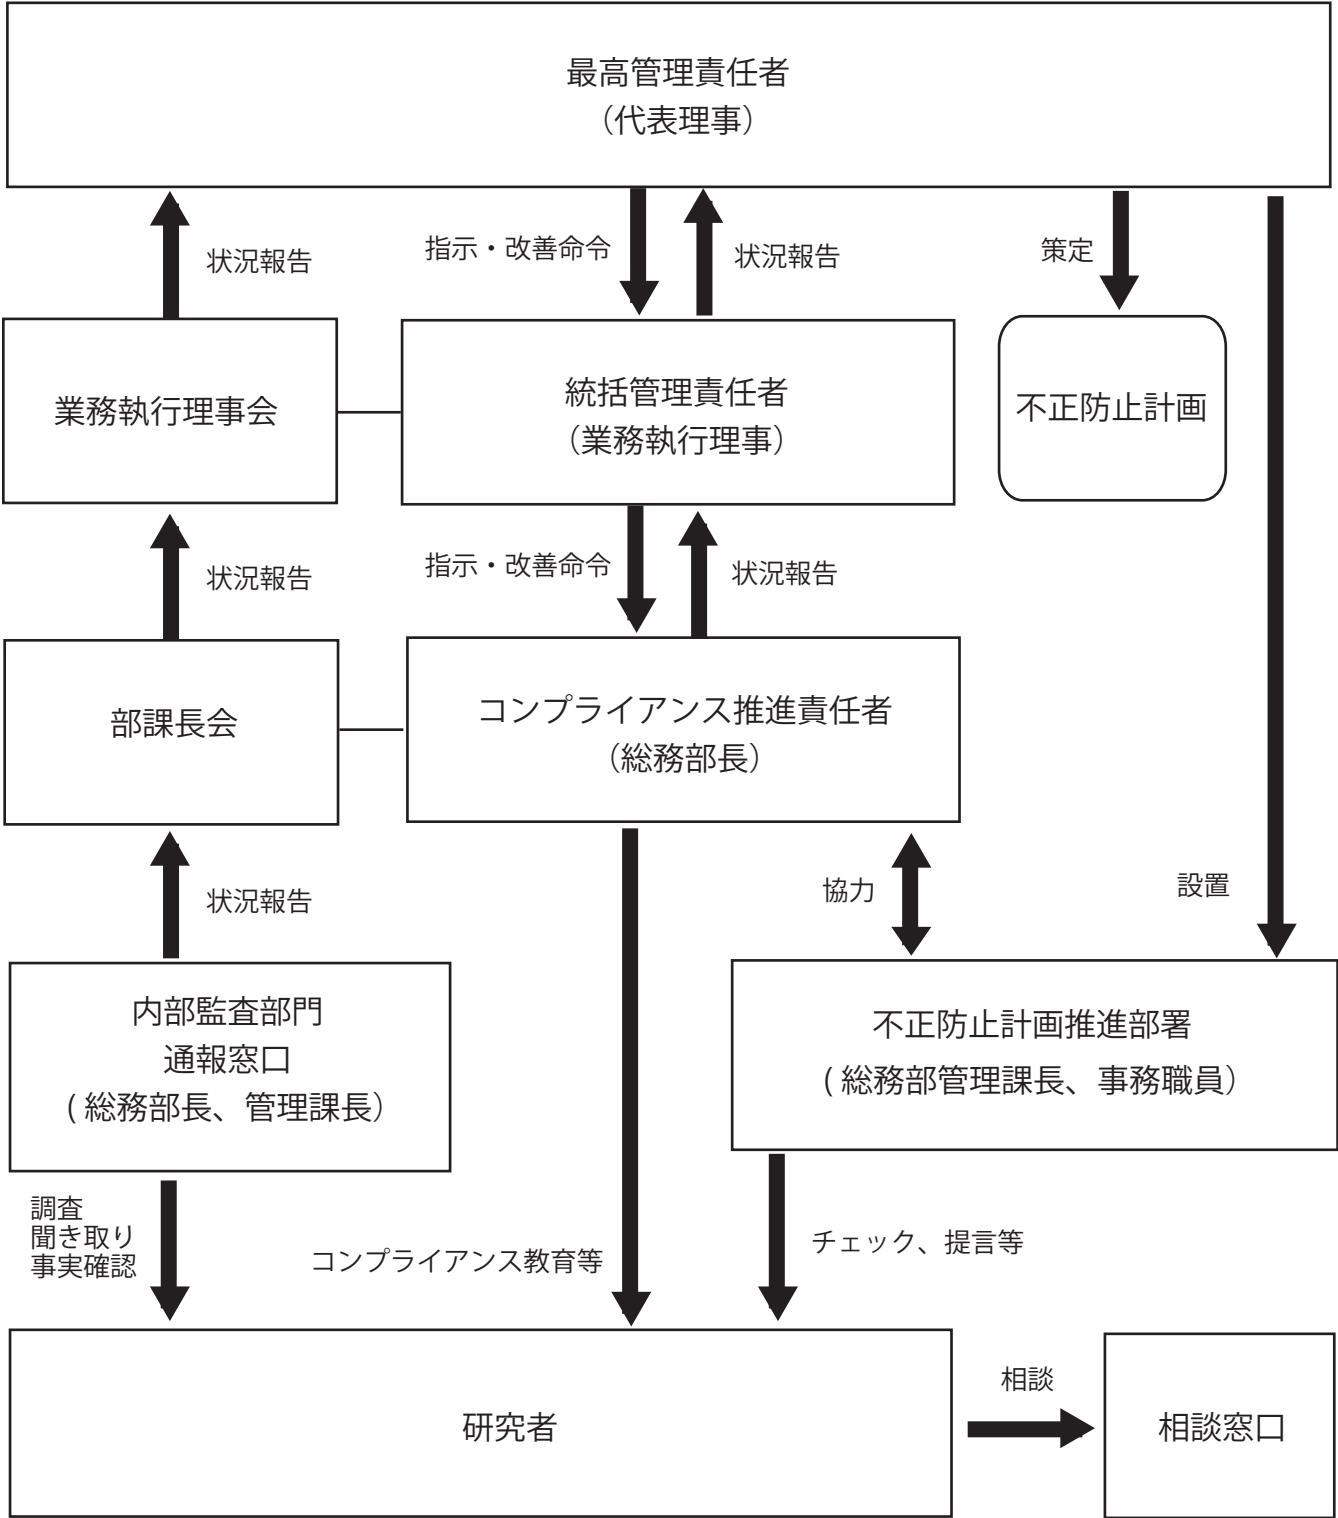 最高管理責任者
（代表理事）
状況報告
指示・改善命令
状況報告
策定
業務執行理事会
統括管理責任者
（業務執行理事）
不正防止計画
状況報告
指示・改善命令
状況報告
部課長会
コンプライアンス推進責任者
（総務部長）
状況報告
協力
設置
内部監査部門
通報窓口
( 総務部長、管理課長）
不正防止計画推進部署
( 総務部管理課長、事務職員）
調査
聞き取り
事実確認
コンプライアンス教育等
チェック、提言等
研究者
相談
相談窓口